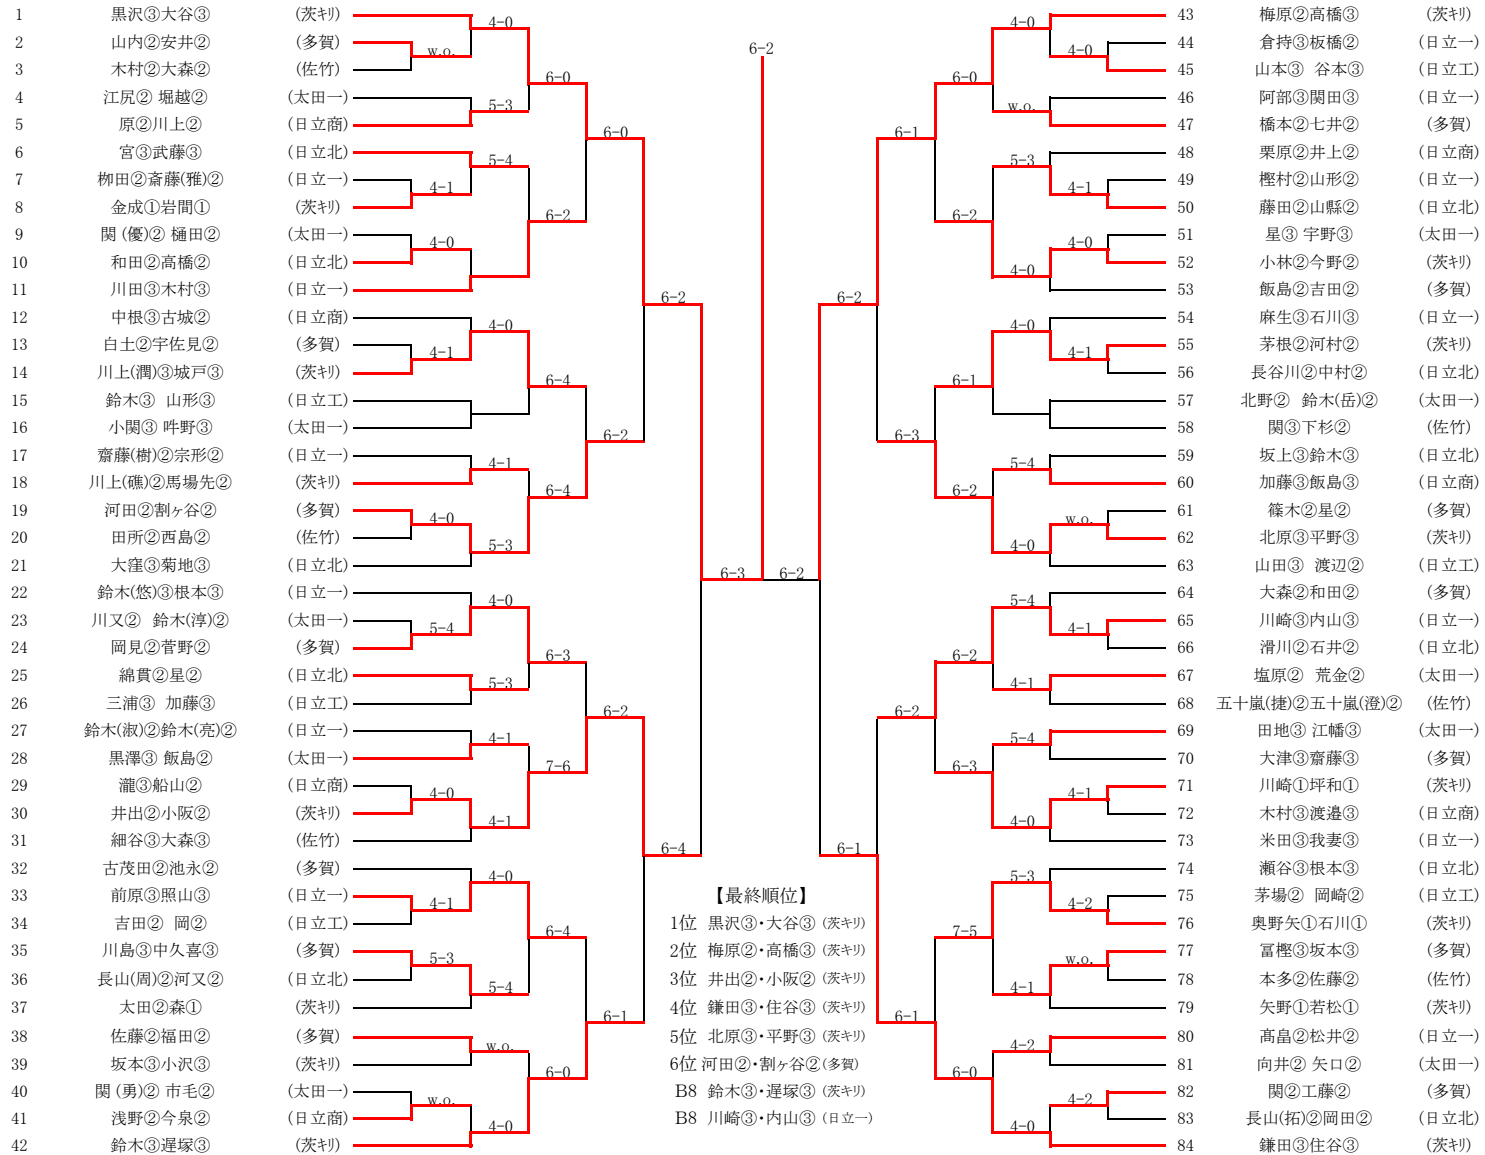 1 黒沢③大谷③ (茨キリ)
2 山内②安井② (多賀)
3 木村②大森② (佐竹)
4 江尻② 堀越② (太田一)
5 原②川上② (日立商)
6 宮③武藤③ (日立北)
7 栁田②斎藤(雅)② (日立一)
8 金成①岩間① (茨キリ)
9 関 (優)② 樋田② (太田一)
10 和田②高橋② (日立北)
11 川田③木村③ (日立一)
12 中根③古城② (日立商)
13 白土②宇佐見② (多賀)
14 川上(潤)③城戸③ (茨キリ)
15 鈴木③ 山形③ (日立工)
16 小関③ 吽野③ (太田一)
17 齋藤(樹)②宗形② (日立一)
18 川上(礁)②馬場先② (茨キリ)
19 河田②割ヶ谷② (多賀)
20 田所②西島② (佐竹)
21 大窪③菊地③ (日立北)
22 鈴木(悠)③根本③ (日立一)
23 川又② 鈴木(淳)② (太田一)
24 岡見②菅野② (多賀)
25 綿貫②星② (日立北)
26 三浦③ 加藤③ (日立工)
27 鈴木(淑)②鈴木(亮)② (日立一)
28 黒澤③ 飯島② (太田一)
29 瀧③船山② (日立商)
30 井出②小阪② (茨キリ)
31 細谷③大森③ (佐竹)
32 古茂田②池永② (多賀)
33 前原③照山③ (日立一)
34 吉田② 岡② (日立工)
35 川島③中久喜③ (多賀)
36 長山(周)②河又② (日立北)
37 太田②森① (茨キリ)
38 佐藤②福田② (多賀)
39 坂本③小沢③ (茨キリ)
40 関 (勇)② 市毛② (太田一)
41 浅野②今泉② (日立商)
42 鈴木③遅塚③ (茨キリ)
4-0
w.o.
5-3
5-4
4-1
4-0
4-0
4-1
4-1
4-0
5-3
4-0
5-4
5-3
4-1
4-0
4-1
4-0
4-1
5-3
5-4
w.o.
w.o.
4-0
6-0
6-2
6-4
6-4
6-3
7-6
6-4
6-0
6-0
6-2
6-2
6-1
6-2
6-4
6-3
6-2
6-2
6-2
6-1
6-1
6-3
6-2
6-1
6-0
6-2
6-1
6-2
6-2
6-3
7-5
6-0
4-0
4-0
w.o.
5-3
4-1
4-0
4-0
4-0
4-1
5-4
w.o.
4-0
5-4
4-1
4-1
5-4
4-1
4-0
5-3
4-2
w.o.
4-1
4-2
4-2
4-0
【最終順位】
1位 黒沢③・大谷③ (茨キリ)
2位 梅原②・高橋③ (茨キリ)
3位 井出②・小阪② (茨キリ)
4位 鎌田③・住谷③ (茨キリ)
5位 北原③・平野③ (茨キリ)
6位 河田②・割ヶ谷② (多賀)
B8 鈴木③・遅塚③ (茨キリ)
B8 川崎③・内山③ (日立一)
43 梅原②高橋③ (茨キリ)
44 倉持③板橋② (日立一)
45 山本③ 谷本③ (日立工)
46 阿部③関田③ (日立一)
47 橋本②七井② (多賀)
48 栗原②井上② (日立商)
49 樫村②山形② (日立一)
50 藤田②山縣② (日立北)
51 星③ 宇野③ (太田一)
52 小林②今野② (茨キリ)
53 飯島②吉田② (多賀)
54 麻生③石川③ (日立一)
55 茅根②河村② (茨キリ)
56 長谷川②中村② (日立北)
57 北野② 鈴木(岳)② (太田一)
58 関③下杉② (佐竹)
59 坂上③鈴木③ (日立北)
60 加藤③飯島③ (日立商)
61 篠木②星② (多賀)
62 北原③平野③ (茨キリ)
63 山田③ 渡辺② (日立工)
64 大森②和田② (多賀)
65 川崎③内山③ (日立一)
66 滑川②石井② (日立北)
67 塩原② 荒金② (太田一)
68 五十嵐(捷)②五十嵐(澄)② (佐竹)
69 田地③ 江幡③ (太田一)
70 大津③齋藤③ (多賀)
71 川崎①坪和① (茨キリ)
72 木村③渡邉③ (日立商)
73 米田③我妻③ (日立一)
74 瀬谷③根本③ (日立北)
75 茅場② 岡崎② (日立工)
76 奥野矢①石川① (茨キリ)
77 冨樫③坂本③ (多賀)
78 本多②佐藤② (佐竹)
79 矢野①若松① (茨キリ)
80 髙畠②松井② (日立一)
81 向井② 矢口② (太田一)
82 関②工藤② (多賀)
83 長山(拓)②岡田② (日立北)
84 鎌田③住谷③ (茨キリ)